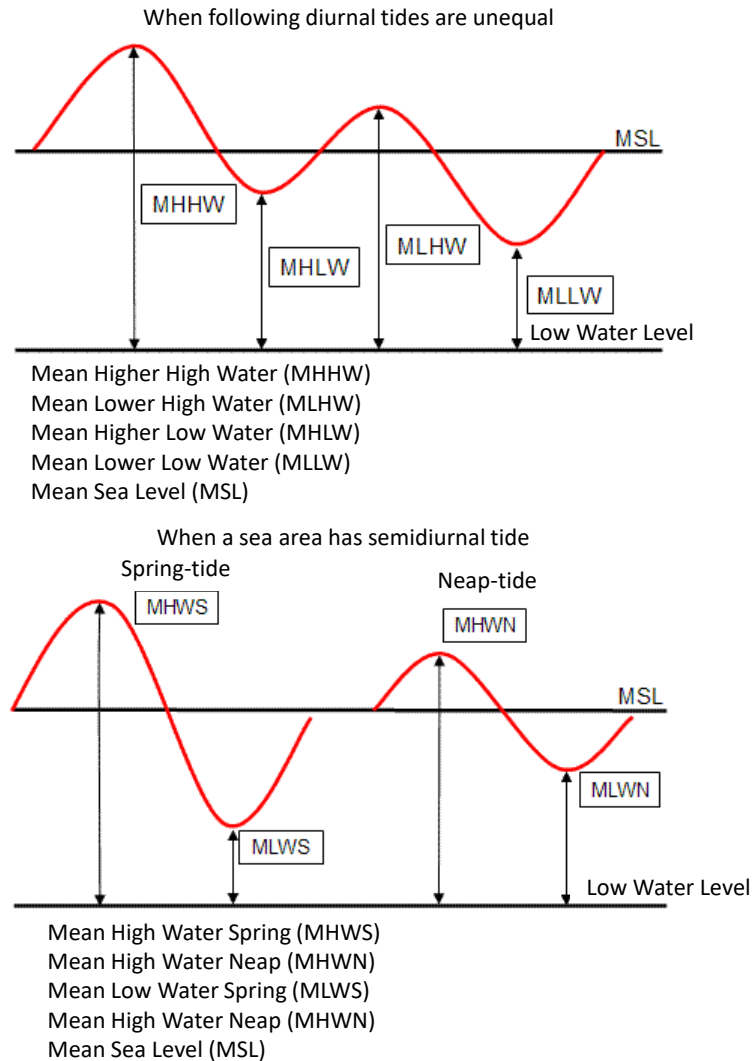 When following diurnal tides are unequal
MSL
MHHW
MHLW
MLHW
MLLW
Low Water Level
Mean Higher High Water (MHHW)
Mean Lower High Water (MLHW)
Mean Higher Low Water (MHLW)
Mean Lower Low Water (MLLW)
Mean Sea Level (MSL)
When a sea area has semidiurnal tide
Spring-tide
Neap-tide
MHWS
MHWN
MSL
MLWS
MLWN
Low Water Level
Mean High Water Spring (MHWS)
Mean High Water Neap (MHWN)
Mean Low Water Spring (MLWS)
Mean High Water Neap (MHWN)
Mean Sea Level (MSL)